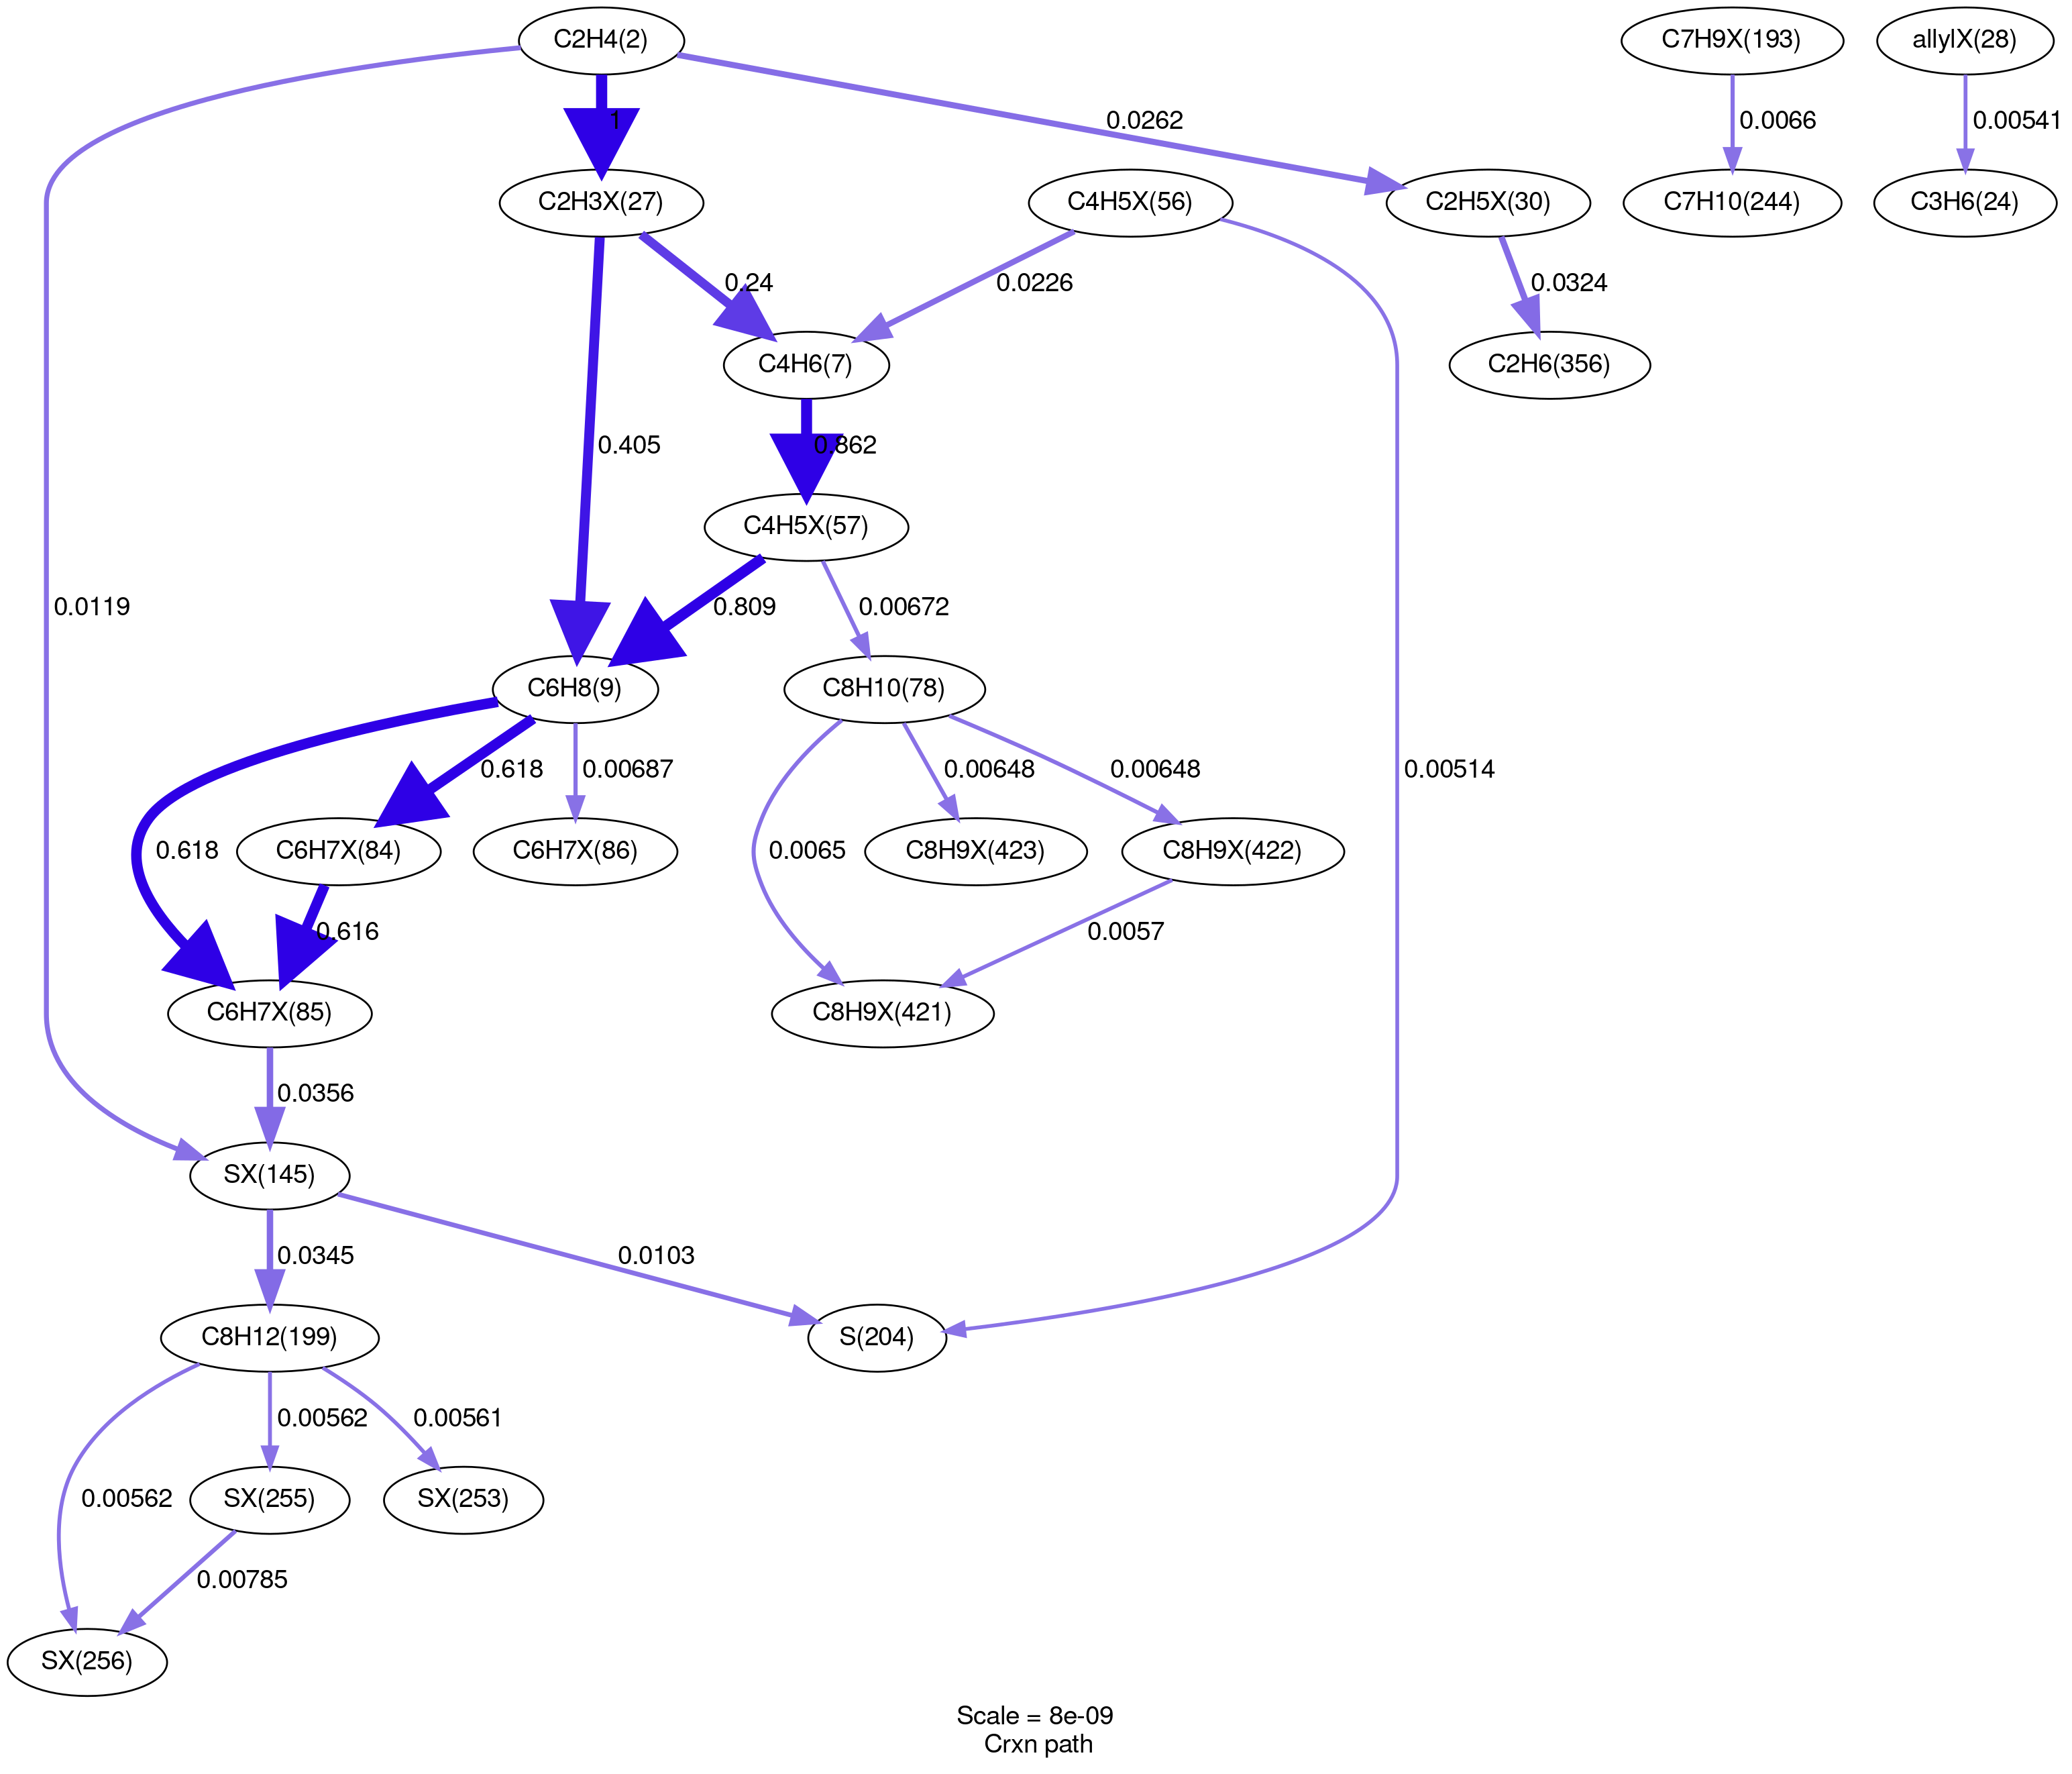 C2H4(2)
C7H9X(193)
allylX(28)
1
0.0262
0.0066
0.00541
C2H3X(27)
C4H5X(56)
C2H5X(30)
C7H10(244)
C3H6(24)
0.24
0.0226
0.0324
C4H6(7)
C2H6(356)
0.405
0.862
C4H5X(57)
0.0119
0.809
0.00672
C6H8(9)
C8H10(78)
0.618
0.00687
0.00648
0.00648
0.00514
0.618
C6H7X(84)
C6H7X(86)
0.0065
C8H9X(423)
C8H9X(422)
0.616
0.0057
C6H7X(85)
C8H9X(421)
0.0356
SX(145)
0.0345
0.0103
C8H12(199)
S(204)
0.00562
0.00561
0.00562
SX(255)
SX(253)
0.00785
SX(256)
Scale = 8e-09
Crxn path